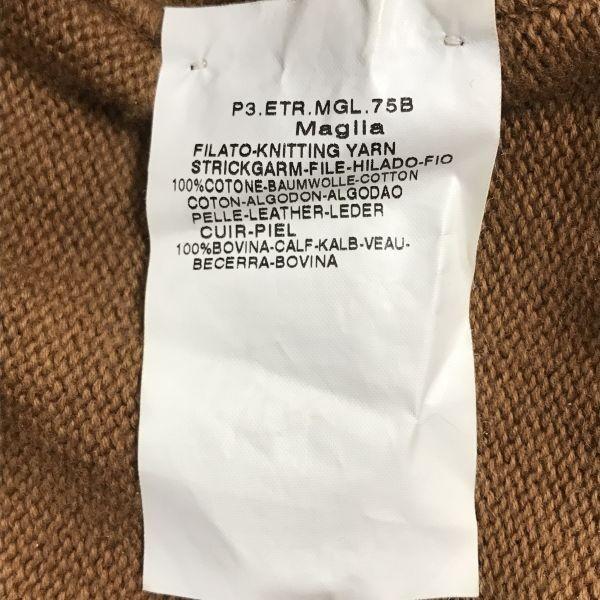 P3.ETR.MGL.75B
Maglia
FILATO-KNITTING YARN
STRICKGARM-FILE-HILADO-FIO
100%COTONE-BAUMWOLLE-COTTON
COTON-ALGODON-ALGODAO
PELLE-LEATHER-LEDER
CUIR-PIEL
100%BOVINA-CALF-KALB-VEAU-
BECERRA-BOVINA